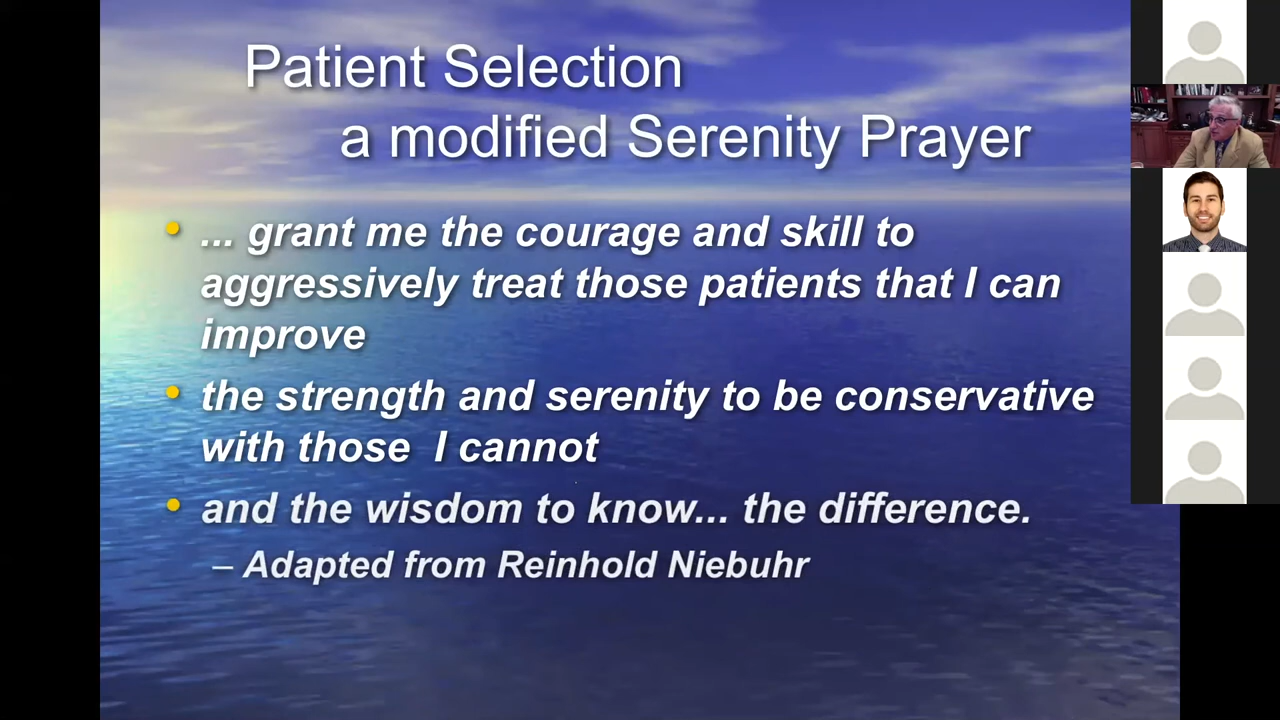 Patient Selection
a modified Serenity Prayer
... grant me the courage and skill to
aggressively treat those patients that I can
improve
the strength and serenity to be conservative
with those I cannot
and the wisdom to know... the difference.
– Adapted from Reinhold Niebuhr